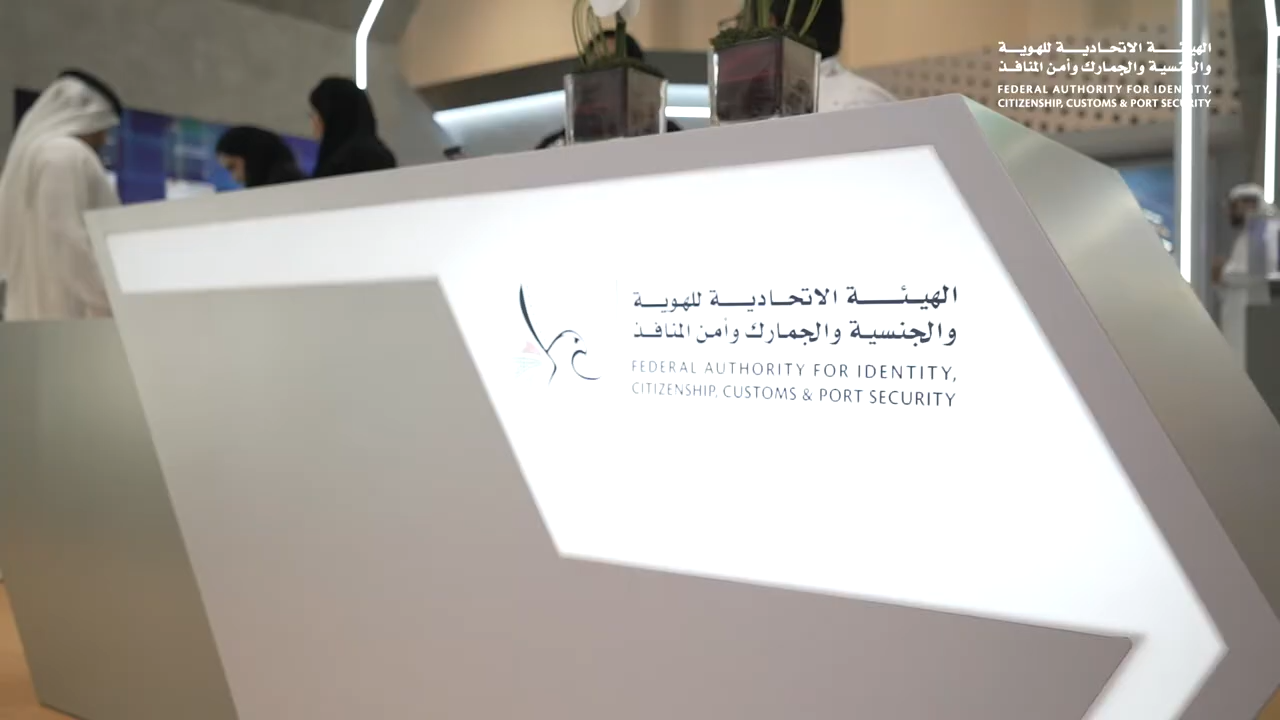 الهيئة الاتحادية للهوية
والجنسية والجمارك وأمن المنافذ
FEDERAL AUTHORITY FOR IDENTITY,
CITIZENSHIP, CUSTOMS & PORT SECURITY
الهيئة الاتحادية للهوية
والجنسية والجمارك وأمن المنافذ
FEDERAL AUTHORITY FOR IDENTITY,
CITIZENSHIP, CUSTOMS & PORT SECURITY